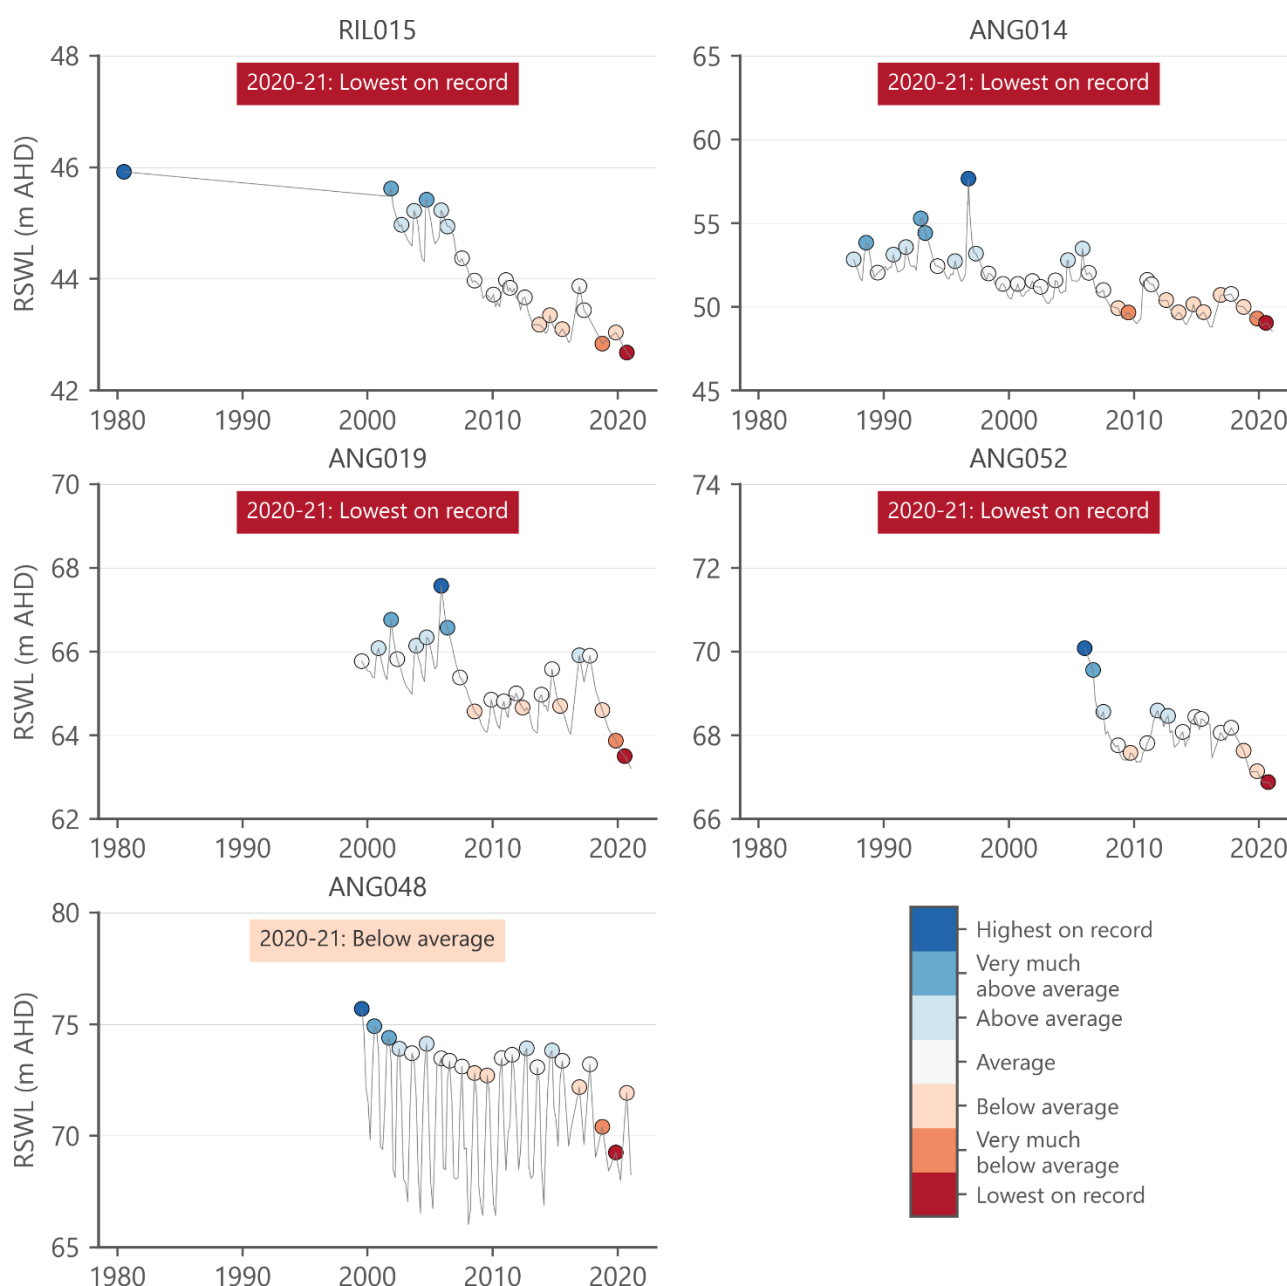 RIL015
2020-21: Lowest on record
RSWL (m AHD)
48
46
44
42
1980 1990 2000 2010 2020
ANG014
2020-21: Lowest on record
65
60
55
50
45
1980 1990 2000 2010 2020
ANG019
2020-21: Lowest on record
RSWL (m AHD)
70
68
66
64
62
1980 1990 2000 2010 2020
ANG052
2020-21: Lowest on record
74
72
70
68
66
1980 1990 2000 2010 2020
ANG048
2020-21: Below average
RSWL (m AHD)
80
75
70
65
1980 1990 2000 2010 2020
Highest on record
Very much
above average
Above average
Average
Below average
Very much
below average
Lowest on record